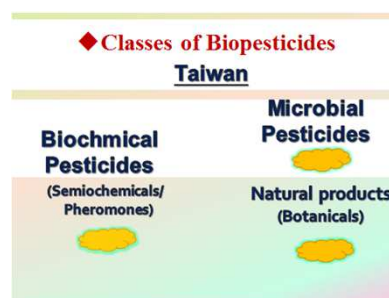 ◆Classes of Biopesticides
Taiwan
Biochmical
Pesticides
(Semiochemicals/
Pheromones)
Microbial
Pesticides
Natural products
(Botanicals)